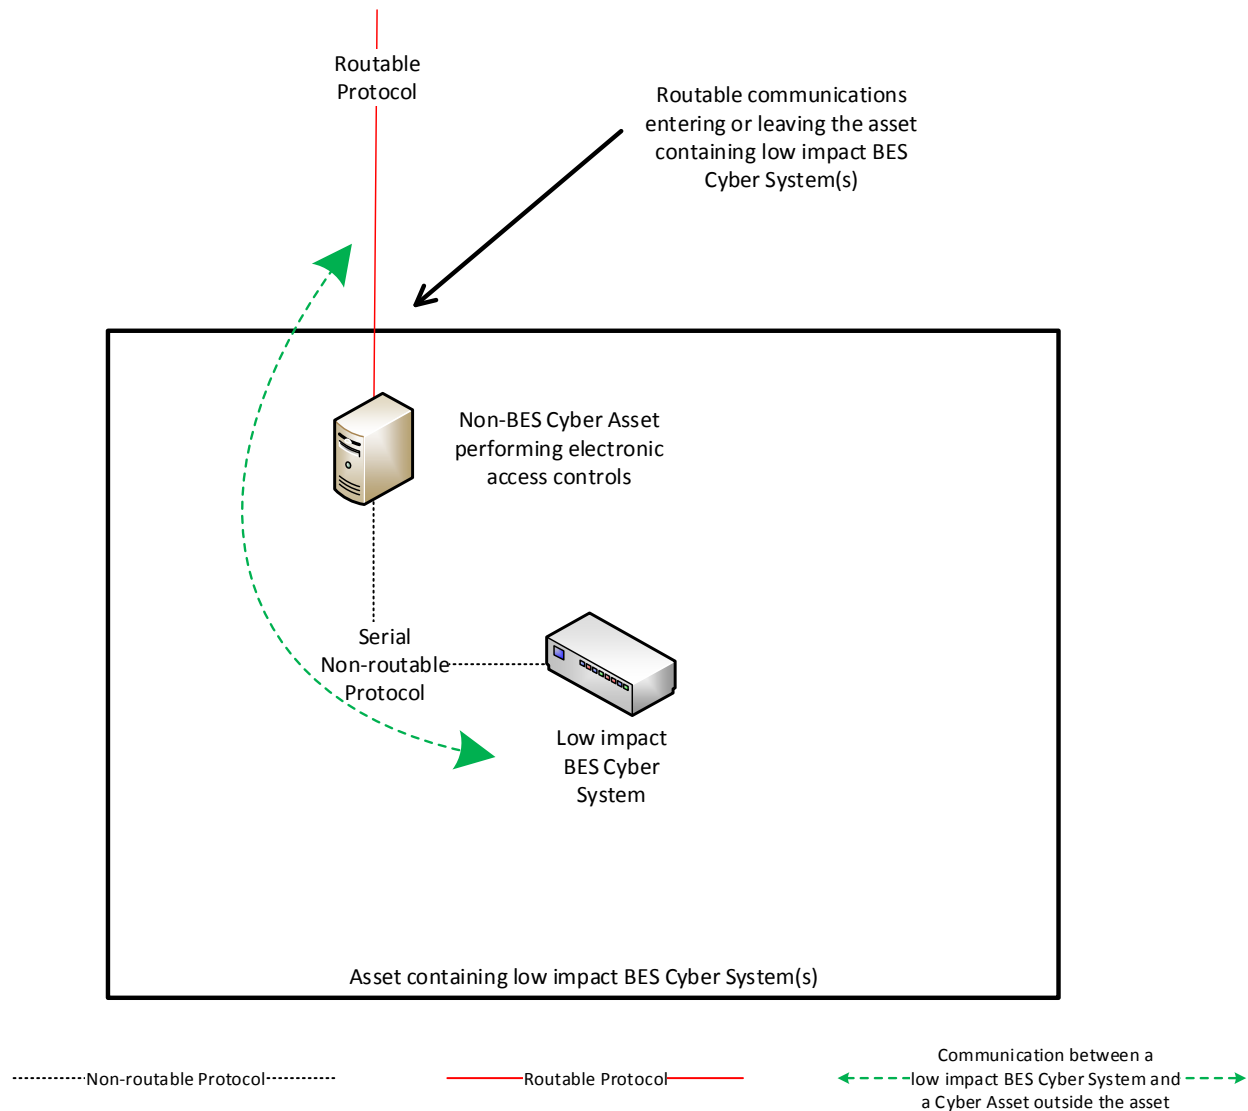 Routable
Protocol
Routable communications
entering or leaving the asset
containing low impact BES
Cyber System(s)
Non-BES Cyber Asset
performing electronic
access controls
Serial
Non-routable
Protocol
Low impact
BES Cyber
System
Asset containing low impact BES Cyber System(s)
Non-routable Protocol
Routable Protocol
Communication between a
low impact BES Cyber System and
a Cyber Asset outside the asset